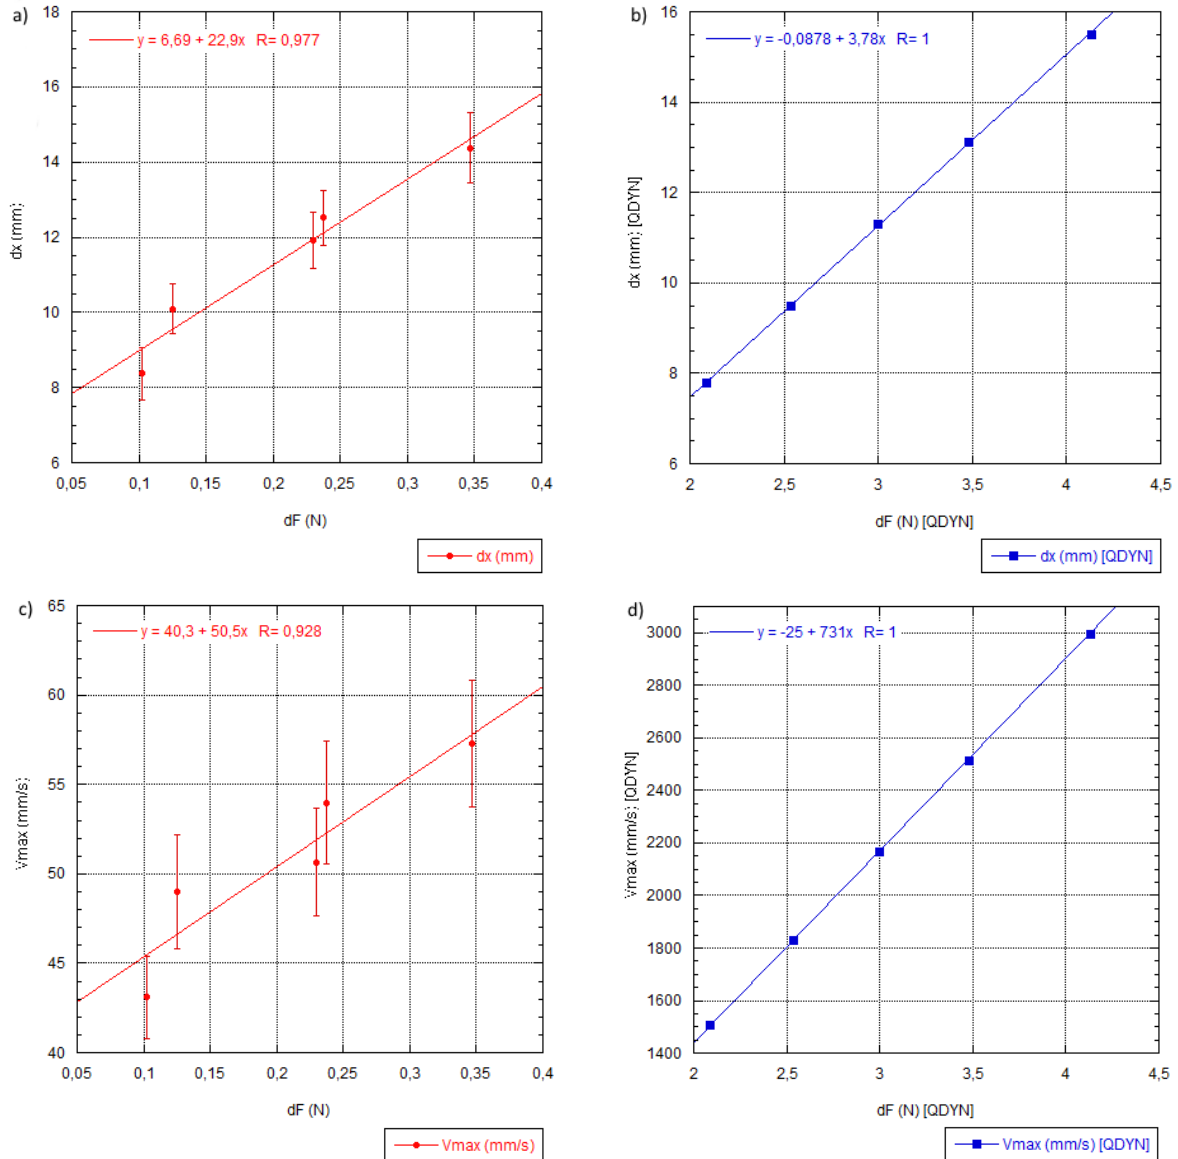 a)
y = 6,69 + 22,9x R= 0,977
18
16
14
12
10
8
6
dx (mm)
0,05 0,1 0,15 0,2 0,25 0,3 0,35 0,4
dF (N)
dx (mm)
b)
y = -0,0878 + 3,78x R= 1
16
14
12
10
8
6
dx (mm) [QDYN]
2 2,5 3 3,5 4 4,5
dF (N) [QDYN]
dx (mm) [QDYN]
c)
y = 40,3 + 50,5x R= 0,928
65
60
55
50
45
40
Vmax (mm/s)
0,05 0,1 0,15 0,2 0,25 0,3 0,35 0,4
dF (N)
Vmax (mm/s)
d)
y = -25 + 731x R= 1
3000
2800
2600
2400
2200
2000
1800
1600
1400
Vmax (mm/s) [QDYN]
2 2,5 3 3,5 4 4,5
dF (N) [QDYN]
Vmax (mm/s) [QDYN]